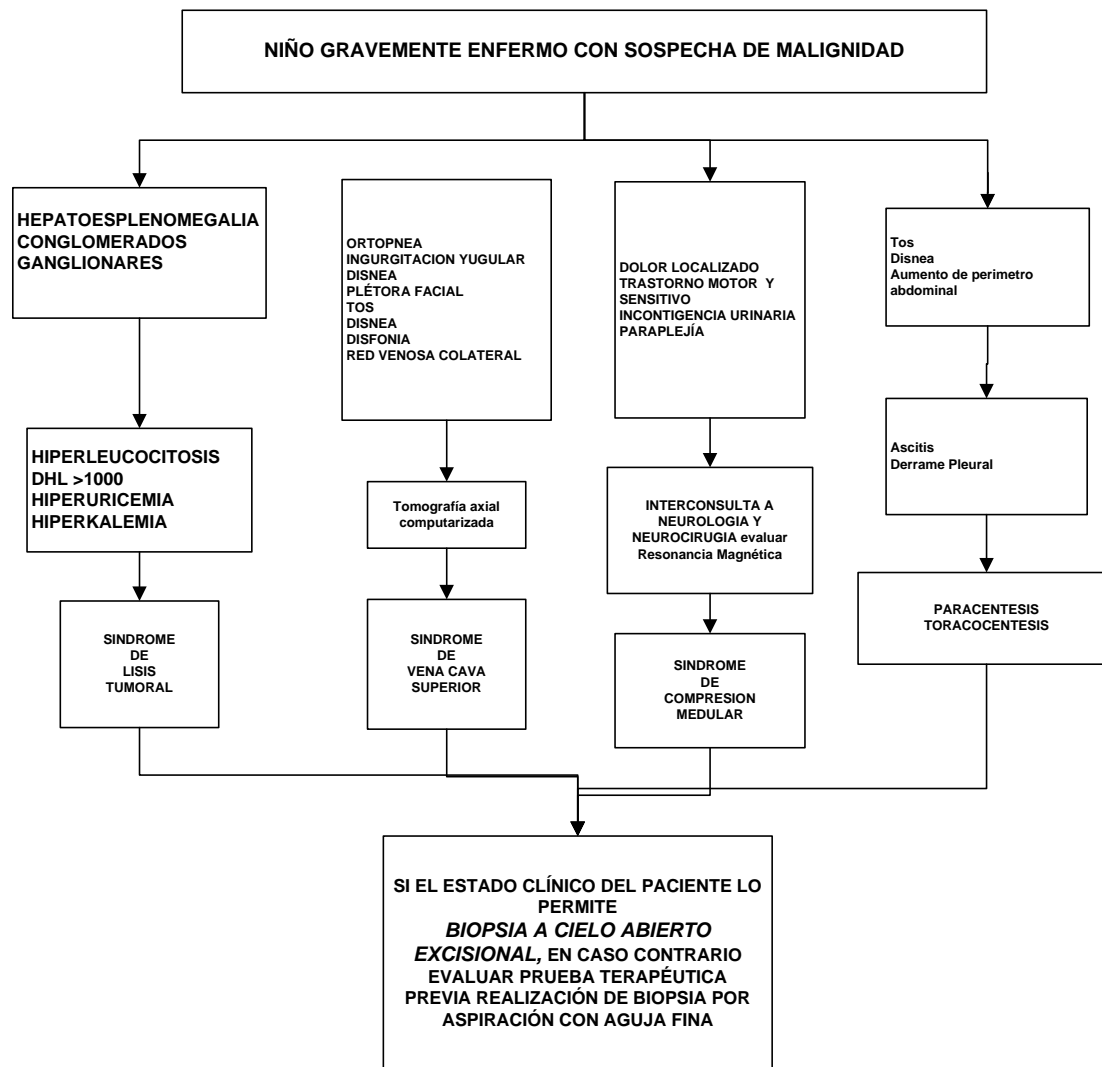 NIÑO GRAVEMENTE ENFERMO CON SOSPECHA DE MALIGNIDAD
HEPATOESPLENOMEGALIA
CONGLOMERADOS
GANGLIONARES
HIPERLEUCOCITOSIS
DHL >1000
HIPERURICEMIA
HIPERKALEMIA
SINDROME
DE
LISIS
TUMORAL
ORTOPNEA
INGURGITACION YUGULAR
DISNEA
PLÉTORA FACIAL
TOS
DISNEA
DISFONIA
RED VENOSA COLATERAL
Tomografía axial
computarizada
SINDROME
DE
VENA CAVA
SUPERIOR
DOLOR LOCALIZADO
TRASTORNO MOTOR Y
SENSITIVO
INCONTIGENCIA URINARIA
PARAPLEJÍA
INTERCONSULTA A
NEUROLOGIA Y
NEUROCIRUGIA evaluar
Resonancia Magnética
SINDROME
DE
COMPRESION
MEDULAR
Tos
Disnea
Aumento de perimetro
abdominal
Ascitis
Derrame Pleural
PARACENTESIS
TORACOCENTESIS
SI EL ESTADO CLÍNICO DEL PACIENTE LO
PERMITE
BIOPSIA A CIELO ABIERTO
EXCISIONAL, EN CASO CONTRARIO
EVALUAR PRUEBA TERAPÉUTICA
PREVIA REALIZACIÓN DE BIOPSIA POR
ASPIRACIÓN CON AGUJA FINA